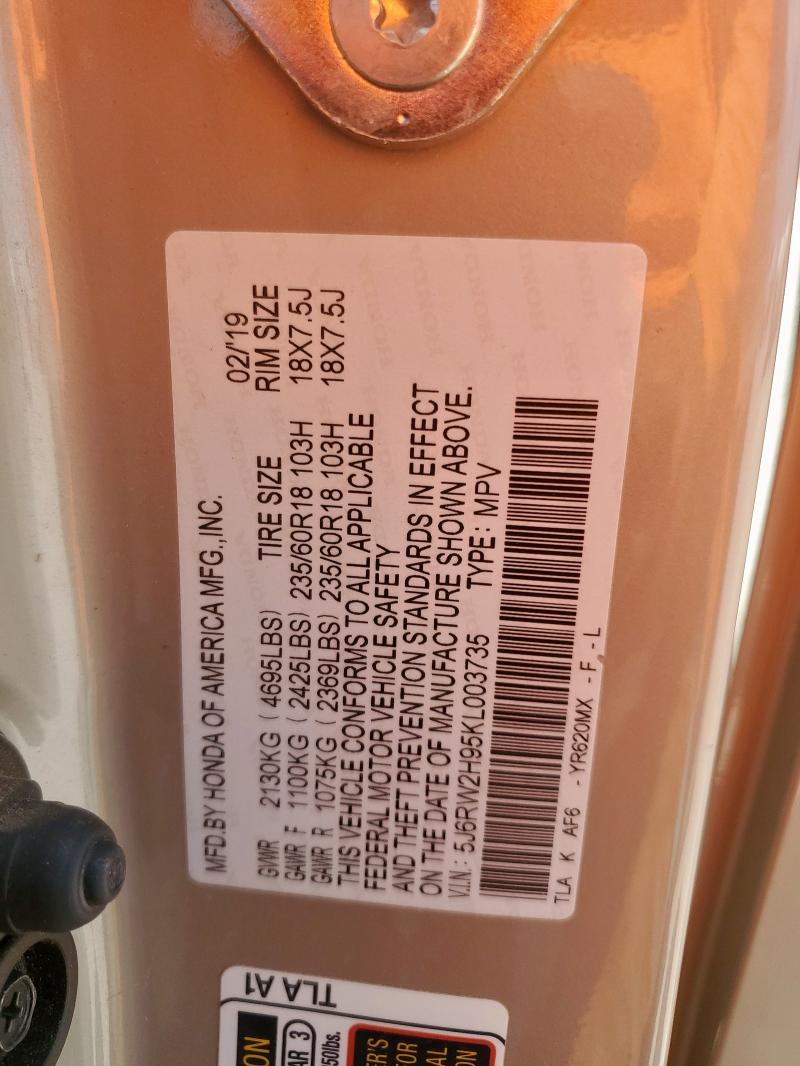 MFD.BY HONDA OF AMERICA MFG.,INC.
02/'19
TIRE SIZE RIM SIZE
GVWR 2130KG ( 4695LBS)
GAWR F 1100KG ( 2425LBS) 235/60R18 103H 18X7.5J
GAWR R 1075KG ( 2369LBS) 235/60R18 103H 18X7.5J
THIS VEHICLE CONFORMS TO ALL APPLICABLE
FEDERAL MOTOR VEHICLE SAFETY
AND THEFT PREVENTION STANDARDS IN EFFECT
ON THE DATE OF MANUFACTURE SHOWN ABOVE.
V.I.N.: 5J6RW2H95KL003735 TYPE: MPV
TLA K AF6 - YR620MX - F - L
TLA A1
50lbs.